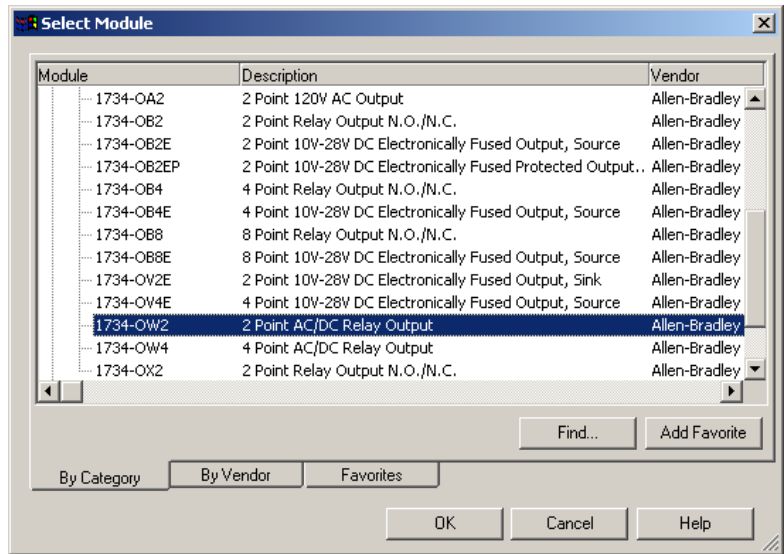 Select Module
Module Description Vendor
1734-OA2 2 Point 120V AC Output Allen-Bradley
1734-OB2 2 Point Relay Output N.O./N.C. Allen-Bradley
1734-OB2E 2 Point 10V-28V DC Electronically Fused Output, Source Allen-Bradley
1734-OB2EP 2 Point 10V-28V DC Electronically Fused Protected Output.. Allen-Bradley
1734-OB4 4 Point Relay Output N.O./N.C. Allen-Bradley
1734-OB4E 4 Point 10V-28V DC Electronically Fused Output, Source Allen-Bradley
1734-OB8 8 Point Relay Output N.O./N.C. Allen-Bradley
1734-OB8E 8 Point 10V-28V DC Electronically Fused Output, Source Allen-Bradley
1734-OV2E 2 Point 10V-28V DC Electronically Fused Output, Sink Allen-Bradley
1734-OV4E 4 Point 10V-28V DC Electronically Fused Output, Source Allen-Bradley
1734-OW2 2 Point AC/DC Relay Output Allen-Bradley
1734-OW4 4 Point AC/DC Relay Output Allen-Bradley
1734-OX2 2 Point Relay Output N.O./N.C. Allen-Bradley
Find... Add Favorite
By Category By Vendor Favorites
OK Cancel Help